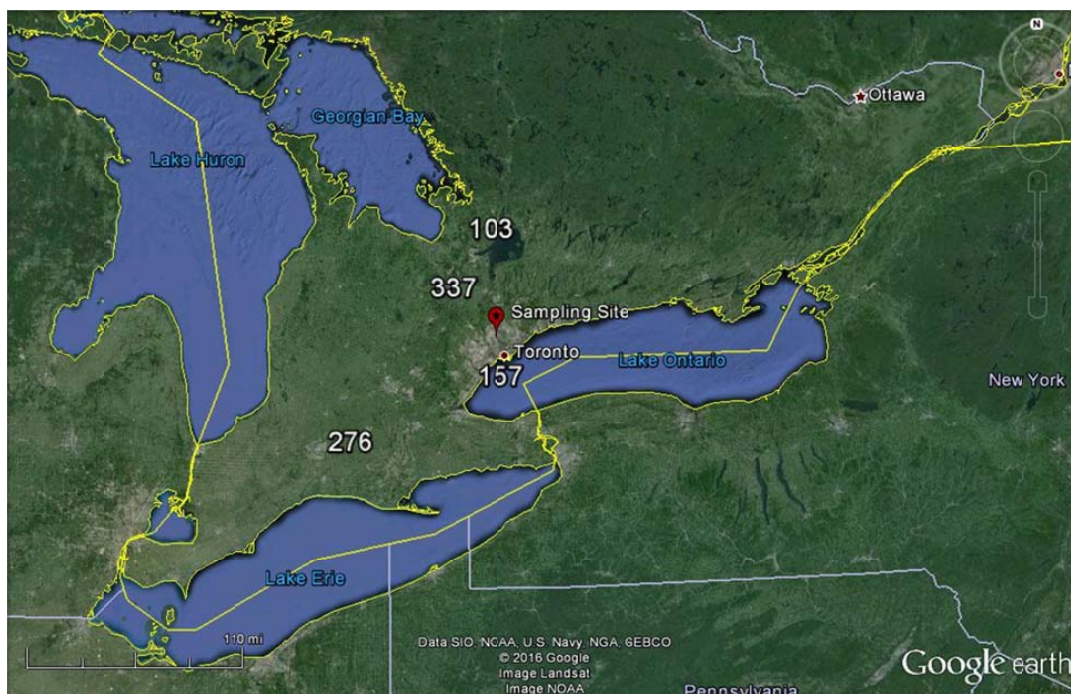 N
Ottawa
Georgian Bay
Lake Huron
103
337
Sampling Site
Toronto
Lake Ontario
157
New York
276
Lake Erie
110 mi
Data SIO, NOAA, U.S. Navy, NGA, GEBCO
© 2016 Google
Image Landsat
Image NOAA
Pennsylvania
Google earth